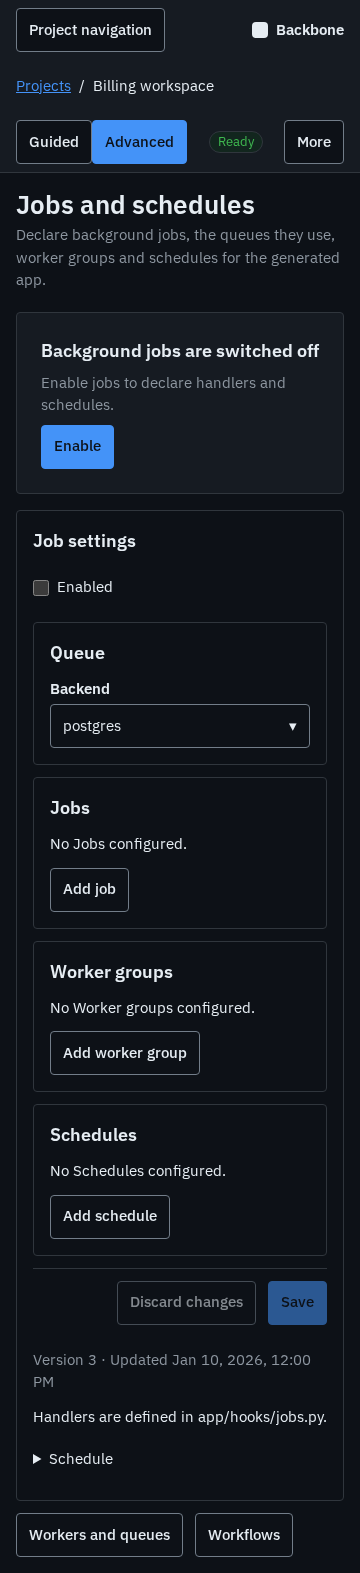 Project navigation
Backbone
Projects / Billing workspace
Guided
Advanced
Ready
More
Jobs and schedules
Declare background jobs, the queues they use,
worker groups and schedules for the generated
app.
Background jobs are switched off
Enable jobs to declare handlers and
schedules.
Enable
Job settings
Enabled
Queue
Backend
postgres
Jobs
No Jobs configured.
Add job
Worker groups
No Worker groups configured.
Add worker group
Schedules
No Schedules configured.
Add schedule
Discard changes
Save
Version 3 · Updated Jan 10, 2026, 12:00
PM
Handlers are defined in app/hooks/jobs.py.
Schedule
Workers and queues
Workflows